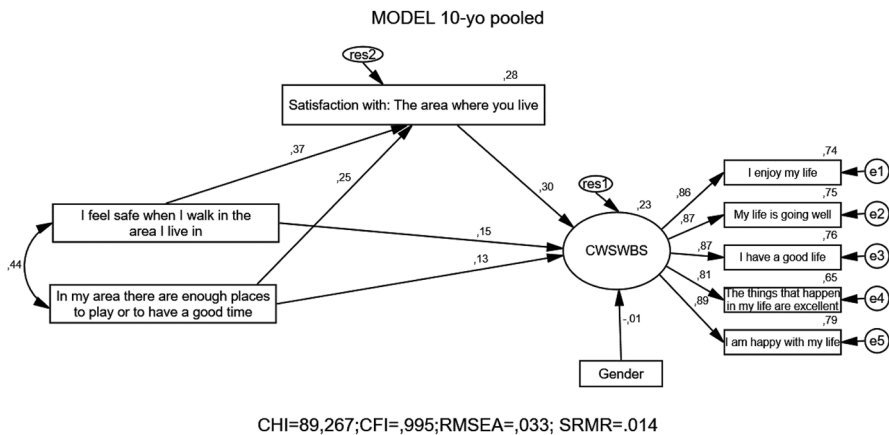 MODEL 10-yo pooled
res2
,28
Satisfaction with: The area where you live
,37
,25
,30
,74
I enjoy my life
e1
res1
,86
,23
,75
My life is going well
e2
,87
I feel safe when I walk in the
area I live in
,15
CWSWBS
,87
,76
I have a good life
e3
,44
,13
,81
,65
The things that happen
in my life are excellent
e4
In my area there are enough places
to play or to have a good time
,89
,79
I am happy with my life
e5
-,01
Gender
CHI=89,267;CFI=,995;RMSEA=,033; SRMR=.014